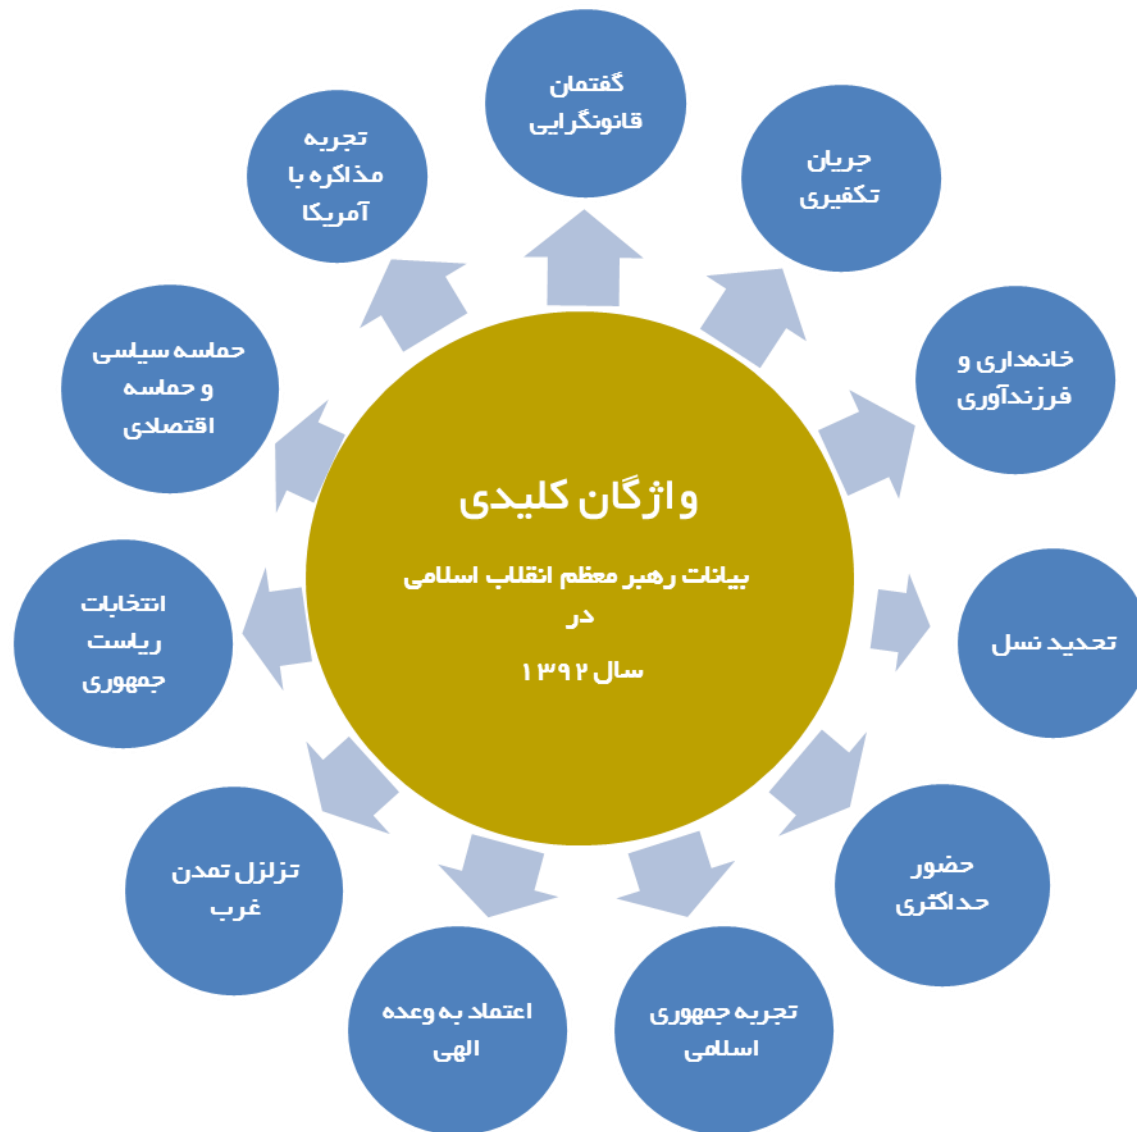 گفتمان
قانونگرایی
جریان
تکفیری
خانه‌داری و
فرزندآوری
تحدید نسل
حضور
حداکثری
تجربه جمهوری
اسلامی
اعتماد به وعده
الهی
تزلزل تمدن
غرب
انتخابات
ریاست
جمهوری
حماسه سیاسی
و حماسه
اقتصادی
تجربه
مذاکره با
آمریکا
واژگان کلیدی
بیانات رهبر معظم انقلاب اسلامی
در
سال ۱۳۹۲